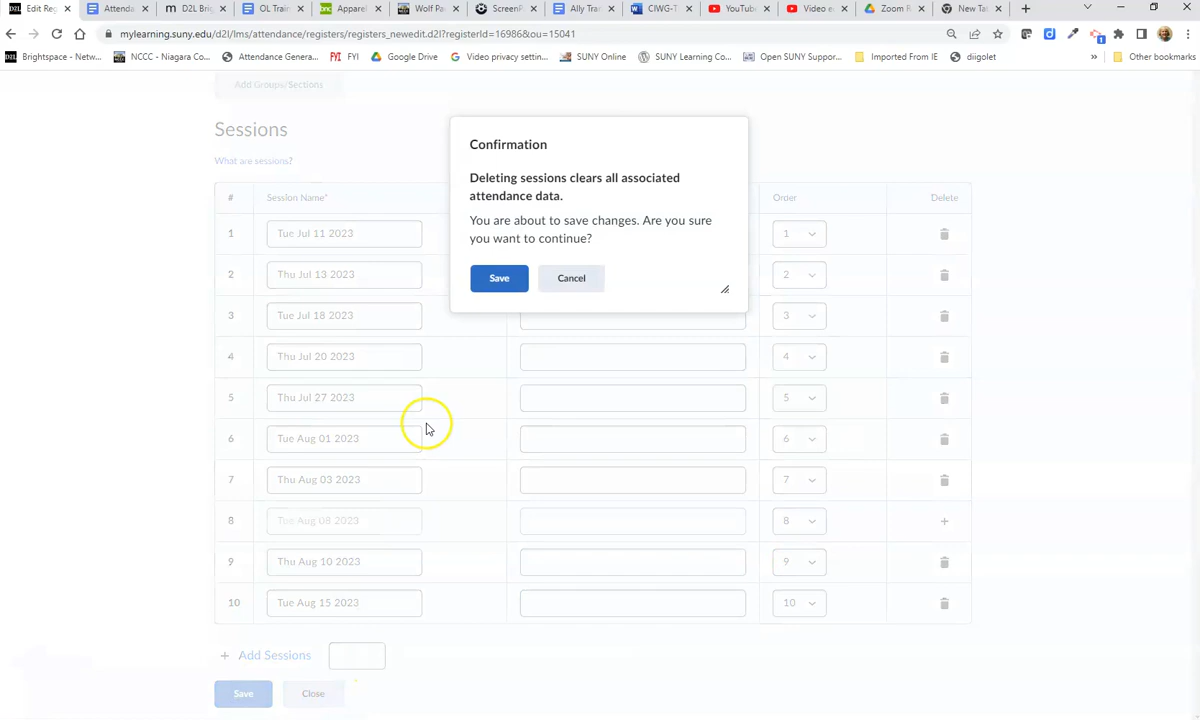 Edit Reg
Attenda
D2L Brig
OL Train
Apparel
Wolf Pa
ScreenP
Ally Tra
CIWG-T
YouTub
Video e
Zoom R
New Ta
mylearning.suny.edu/d2l/lms/attendance/registers/registers_newedit.d2l?registerId=16986&ou=15041
Brightspace - Netw...
NCCC - Niagara Co...
Attendance Genera...
FYI
Google Drive
Video privacy settin...
SUNY Online
SUNY Learning Co...
Open SUNY Suppor...
Imported From IE
diigolet
» Other bookmarks
Add Groups/Sections
Sessions
What are sessions?
Confirmation
Deleting sessions clears all associated
attendance data.
You are about to save changes. Are you sure
you want to continue?
Save Cancel
# Session Name* Order Delete
1 Tue Jul 11 2023 1
2 Thu Jul 13 2023 2
3 Tue Jul 18 2023 3
4 Thu Jul 20 2023 4
5 Thu Jul 27 2023 5
6 Tue Aug 01 2023 6
7 Thu Aug 03 2023 7
8 Tue Aug 08 2023 8
9 Thu Aug 10 2023 9
10 Tue Aug 15 2023 10
+ Add Sessions
Save Close